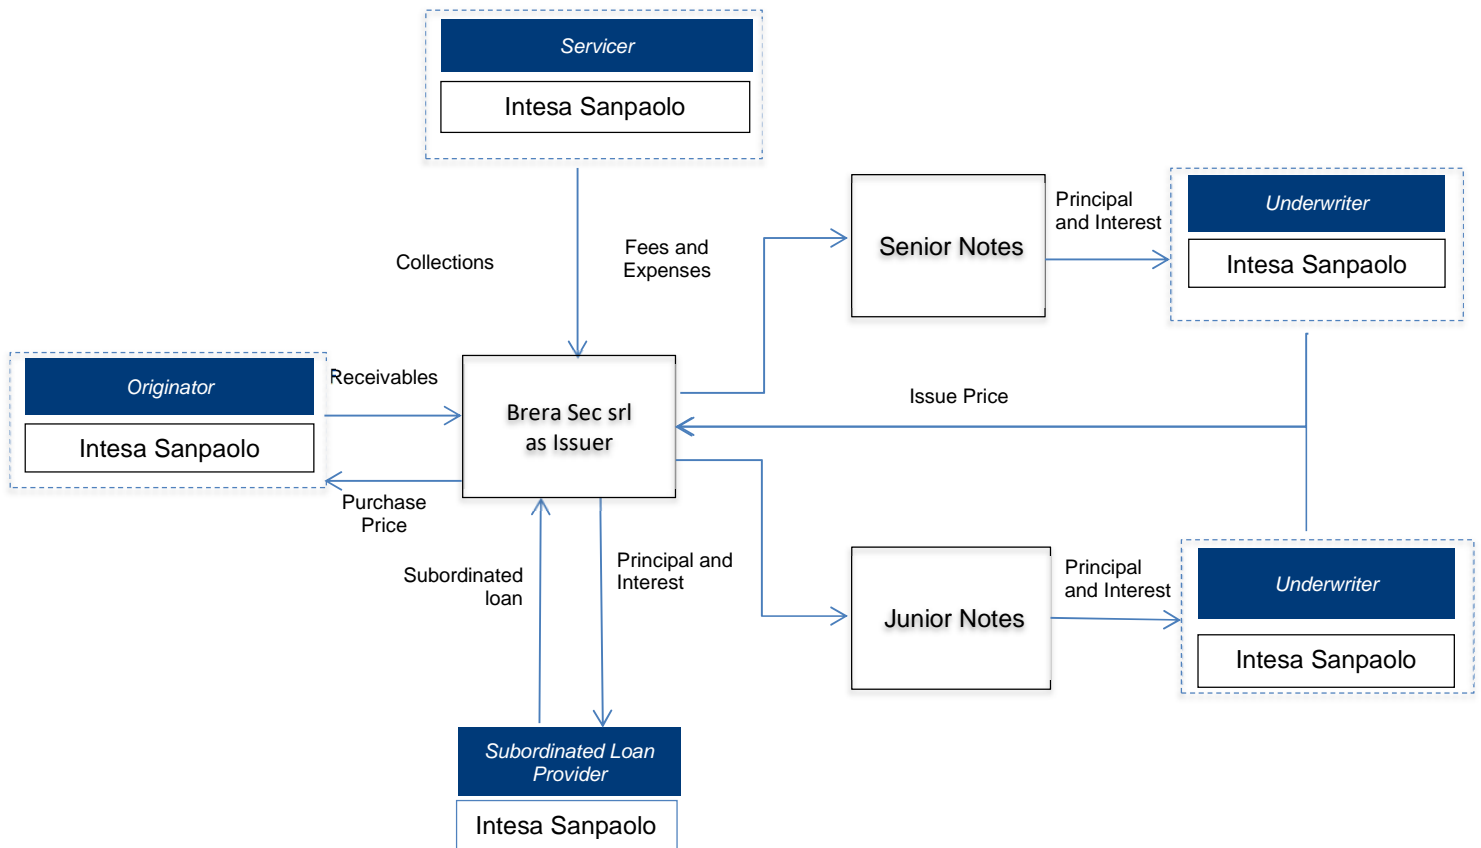 Servicer
Intesa Sanpaolo
Collections
Fees and
Expenses
Senior Notes
Principal
and Interest
Underwriter
Intesa Sanpaolo
Originator
Intesa Sanpaolo
Receivables
Purchase
Price
Brera Sec srl
as Issuer
Issue Price
Subordinated
loan
Principal and
Interest
Junior Notes
Principal
and Interest
Underwriter
Intesa Sanpaolo
Subordinated Loan
Provider
Intesa Sanpaolo